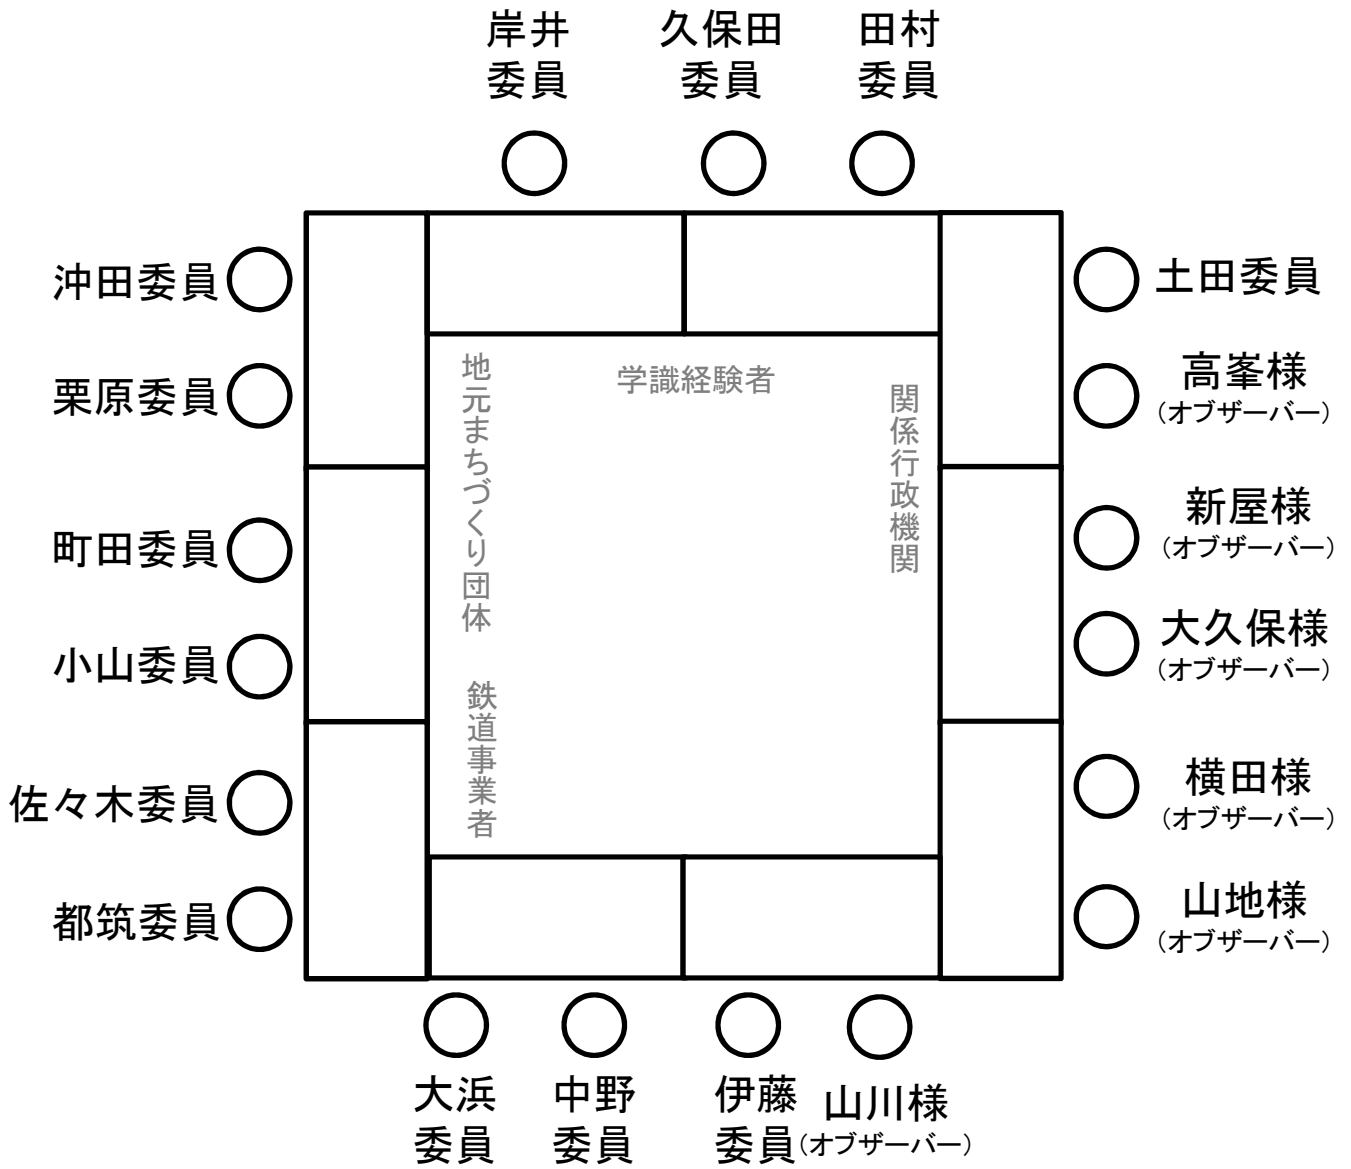 岸井
委員
久保田
委員
田村
委員
沖田委員
栗原委員
町田委員
小山委員
佐々木委員
都筑委員
地元まちづくり団体
鉄道事業者
学識経験者
関係行政機関
土田委員
高峯様
（オブザーバー）
新屋様
（オブザーバー）
大久保様
（オブザーバー）
横田様
（オブザーバー）
山地様
（オブザーバー）
大浜
委員
中野
委員
伊藤
委員
山川様
（オブザーバー）